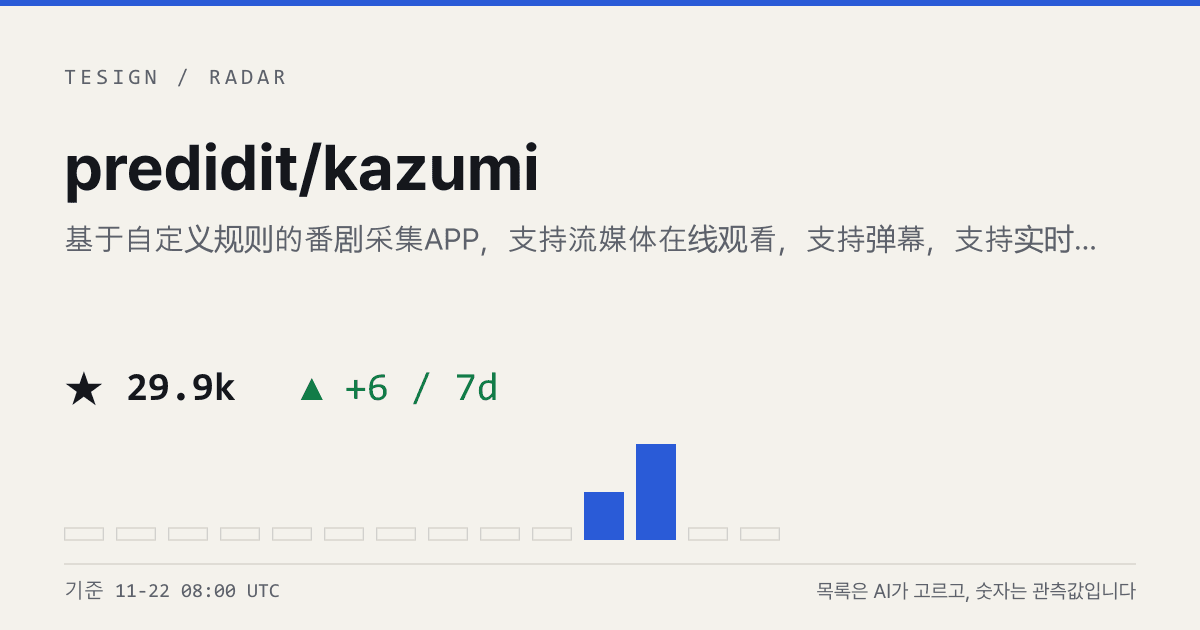 TESIGN / RADAR
predidit/kazumi
基于自定义规则的番剧采集APP，支持流媒体在线观看，支持弹幕，支持实时...
★ 29.9k ▲ +6 / 7d
기준 11-22 08:00 UTC
목록은 AI가 고르고, 숫자는 관측값입니다